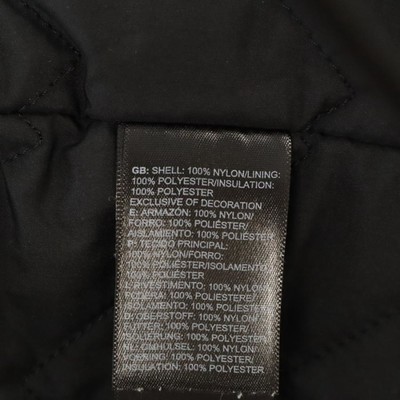 GB: SHELL: 100% NYLON/LINING:
100% POLYESTER/INSULATION:
100% POLYESTER
EXCLUSIVE OF DECORATION
E: ARMAZÓN: 100% NYLON/
FORRO: 100% POLIÉSTER/
AISLAMIENTO: 100% POLIÉSTER
P: TECIDO PRINCIPAL:
100% NYLON/FORRO: 100%
POLIÉSTER/ISOLAMENTO: 100%
POLIÉSTER
I: RIVESTIMENTO: 100% NYLON/
FODERA: 100% POLIESTERE/
ISOLAMENTO: 100% POLIESTERE
D: OBERSTOFF: 100% NYLON/
FUTTER: 100% POLYESTER/
ISOLIERUNG: 100% POLYESTER
NL: OMHULSEL: 100% NYLON/
VOERING: 100% POLYESTER/
INSULATION: 100% POLYESTER